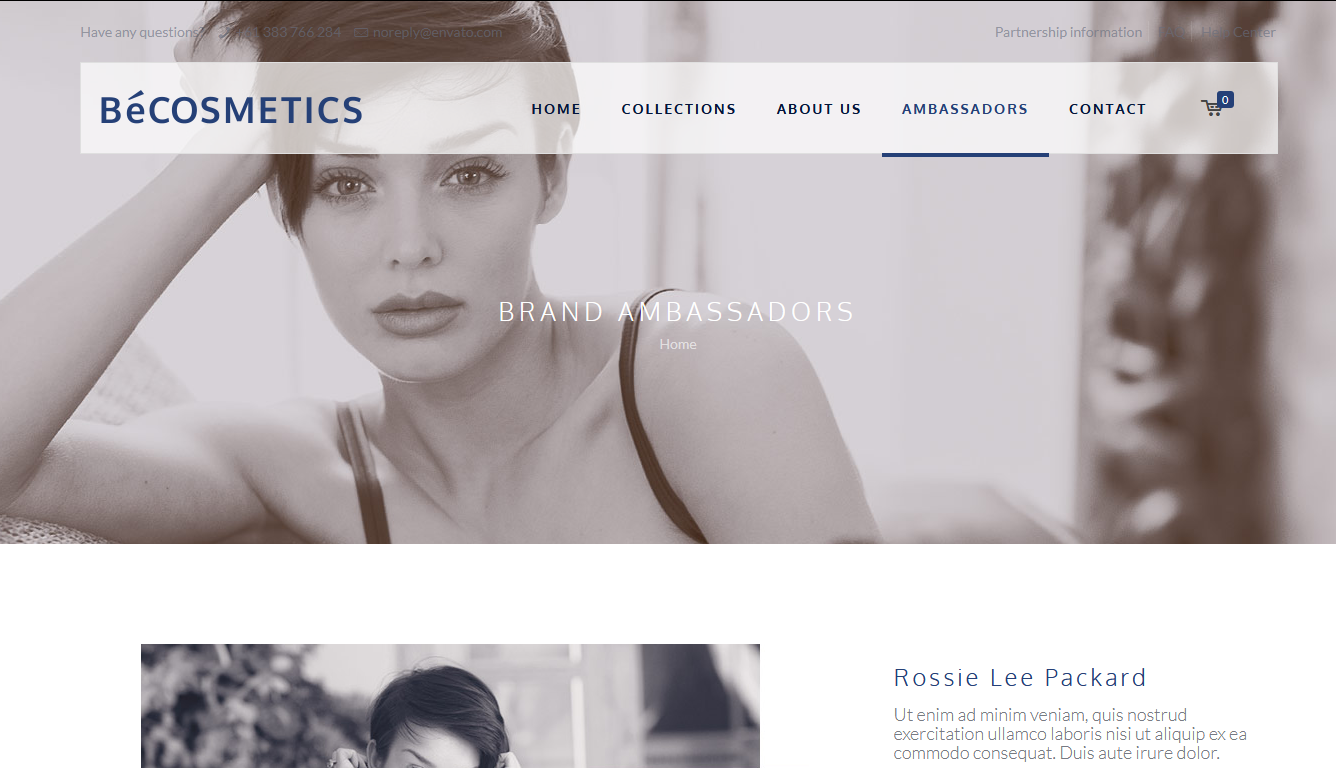 Have any questions 383 766 284 noreply@envato.com
Partnership information Help Center
BéCOSMETICS
HOME COLLECTIONS ABOUT US AMBASSADORS CONTACT
0
BRAND AMBASSADORS
Home
Rossie Lee Packard
Ut enim ad minim veniam, quis nostrud
exercitation ullamco laboris nisi ut aliquip ex ea
commodo consequat. Duis aute irure dolor.